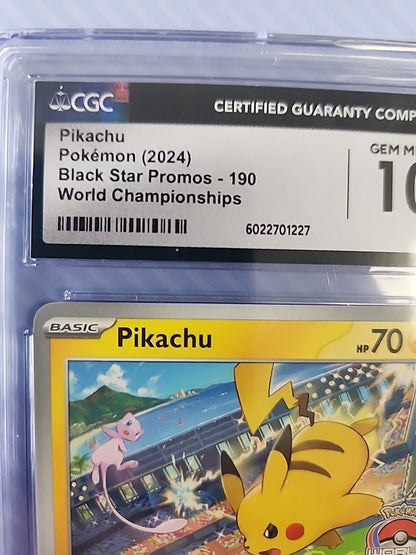 CGC
CERTIFIED GUARANTY COMP
Pikachu
Pokémon (2024)
Black Star Promos - 190
World Championships
GEM M
10
6022701227
BASIC Pikachu HP 70
Pokémon